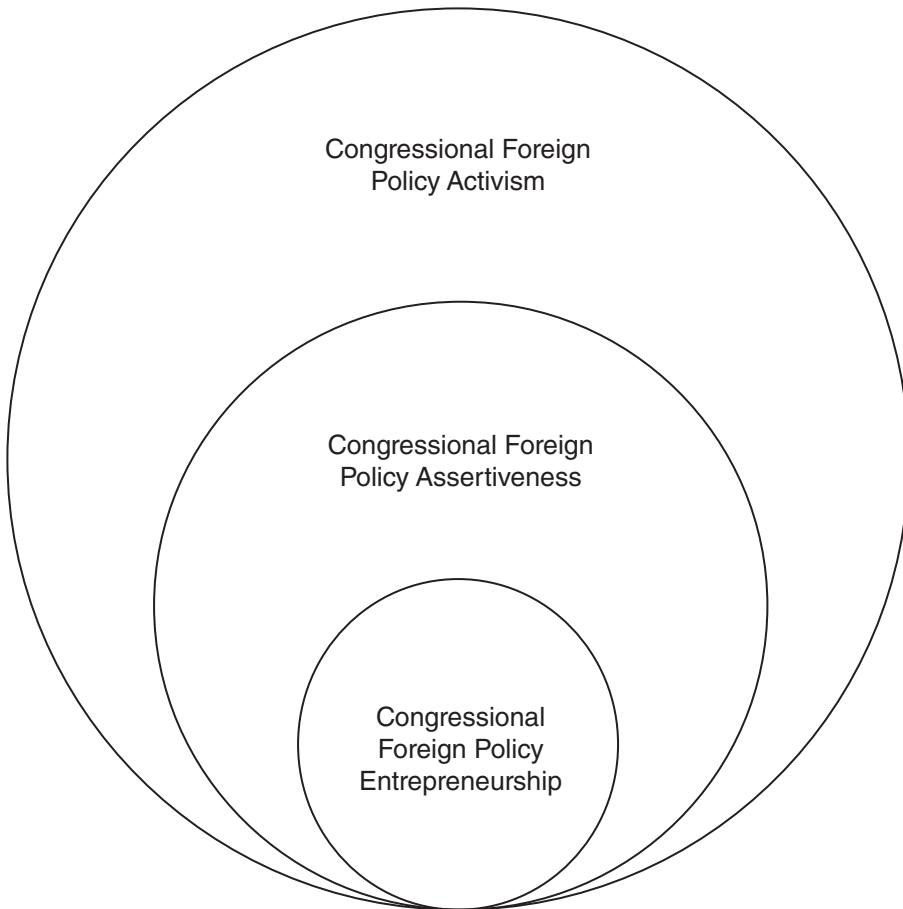 Congressional Foreign
Policy Activism
Congressional Foreign
Policy Assertiveness
Congressional
Foreign Policy
Entrepreneurship